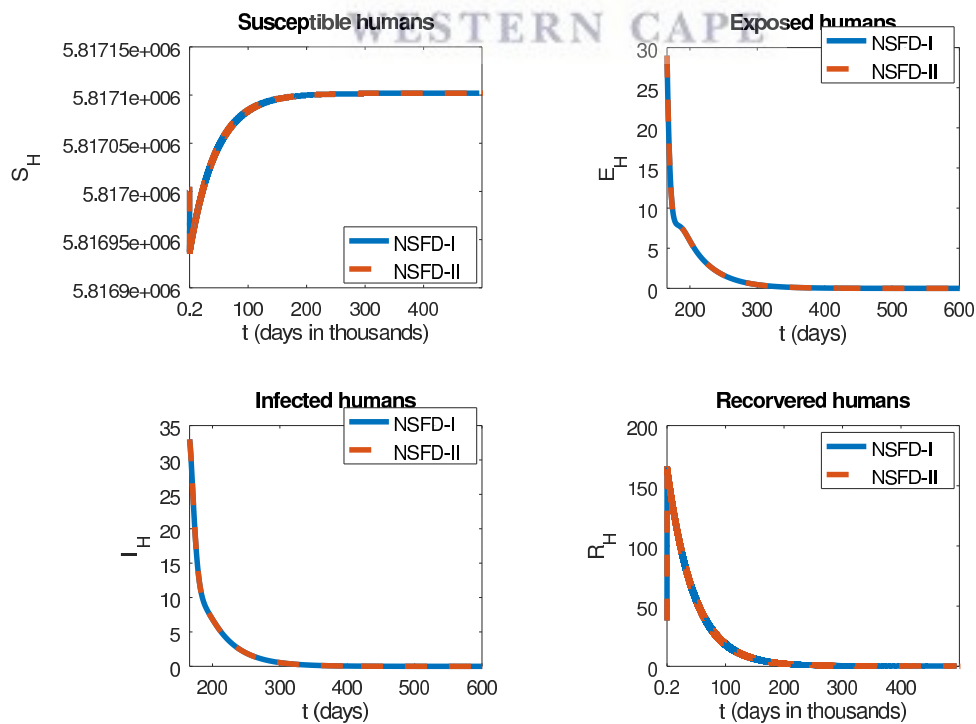 WESTERN CAPE
Susceptible humans
5.81715e+006
5.8171e+006
5.81705e+006
5.817e+006
5.81695e+006
5.8169e+006
S_H
0.2 100 200 300 400
t (days in thousands)
NSFD-I
NSFD-II
Exposed humans
30
25
20
15
10
5
0
E_H
200 300 400 500 600
t (days)
NSFD-I
NSFD-II
Infected humans
35
30
25
20
15
10
5
0
I_H
200 300 400 500 600
t (days)
NSFD-I
NSFD-II
Recorvered humans
200
150
100
50
0
R_H
0.2 100 200 300 400
t (days in thousands)
NSFD-I
NSFD-II